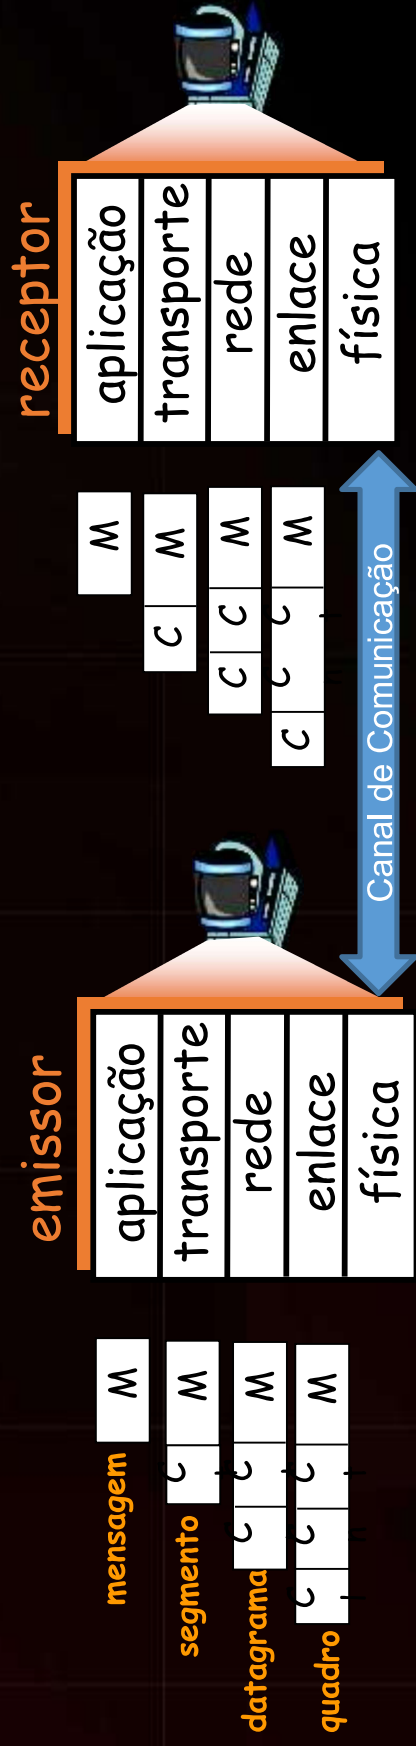 emissor
receptor
mensagem M aplicação M aplicação
segmento C M transporte C M transporte
datagrama C C M rede C C M rede
quadro C C C M enlace C C C M enlace
física Canal de Comunicação física